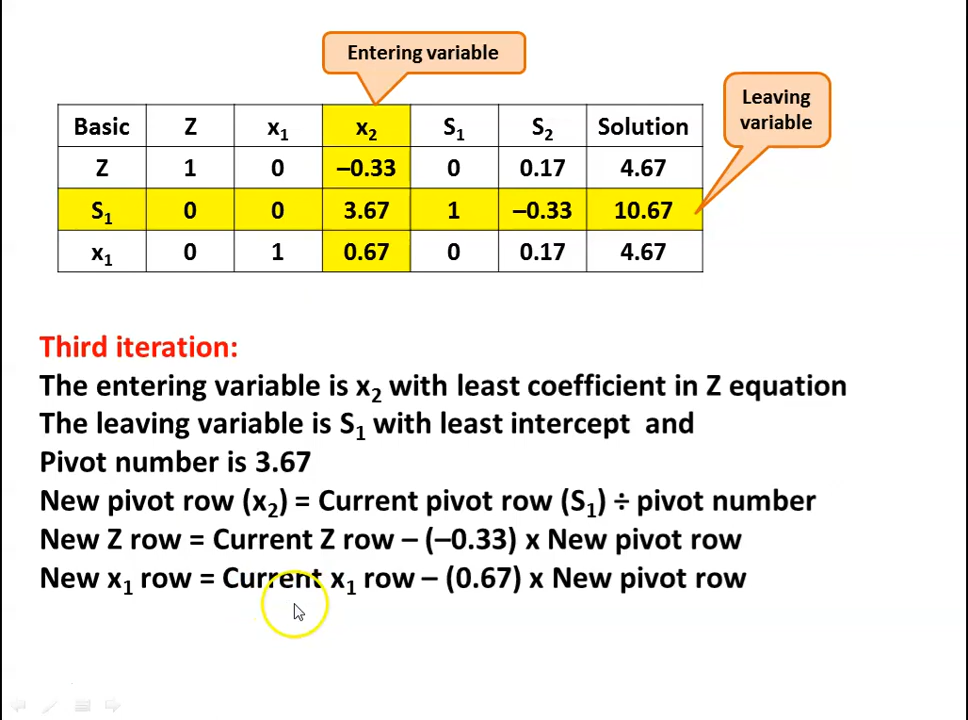 Entering variable
Leaving
variable
Basic Z x₁ x₂ S₁ S₂ Solution
Z 1 0 –0.33 0 0.17 4.67
S₁ 0 0 3.67 1 –0.33 10.67
x₁ 0 1 0.67 0 0.17 4.67
Third iteration:
The entering variable is x₂ with least coefficient in Z equation
The leaving variable is S₁ with least intercept and
Pivot number is 3.67
New pivot row (x₂) = Current pivot row (S₁) ÷ pivot number
New Z row = Current Z row – (–0.33) x New pivot row
New x₁ row = Current x₁ row – (0.67) x New pivot row